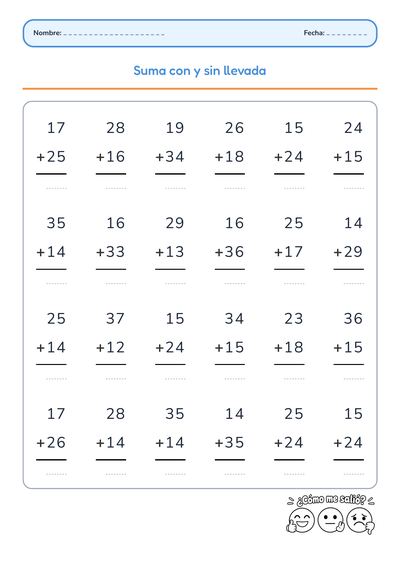 Nombre: Fecha:
Suma con y sin llevada
17 28 19 26 15 24
+25 +16 +34 +18 +24 +15
35 16 29 16 25 14
+14 +33 +13 +36 +17 +29
25 37 15 34 23 36
+14 +12 +24 +15 +18 +15
17 28 35 14 25 15
+26 +14 +14 +35 +24 +24
¿Cómo me salió?